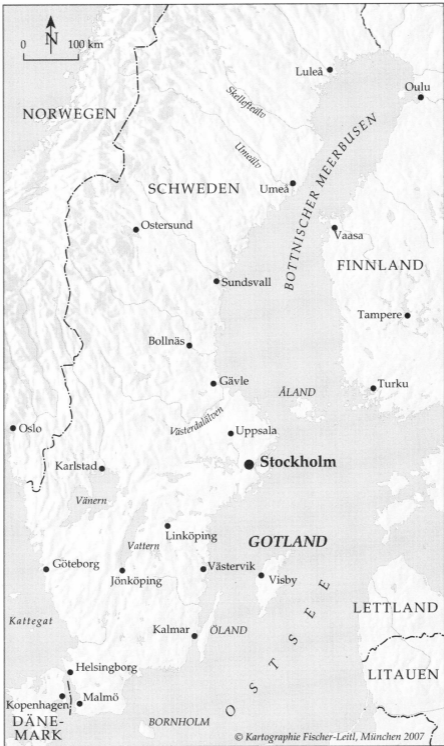 N
0 100 km
Luleå
Oulu
Skellefteälv
NORWEGEN
BOTTNISCHER MEERBUSEN
Umeälv
SCHWEDEN
Umeå
Ostersund
Vaasa
FINNLAND
Sundsvall
Tampere
Bollnäs
Gävle
ÅLAND
Turku
Västerdalälven
Oslo
Uppsala
Karlstad
Stockholm
Vänern
Linköping
Vattern
GOTLAND
Göteborg
Jönköping
Västervik
Visby
LETTLAND
Kattegat
Kalmar
ÖLAND
OSTSEE
Helsingborg
LITAUEN
Kopenhagen
Malmö
DÄNE-
MARK
BORNHOLM
© Kartographie Fischer-Leitl, München 2007